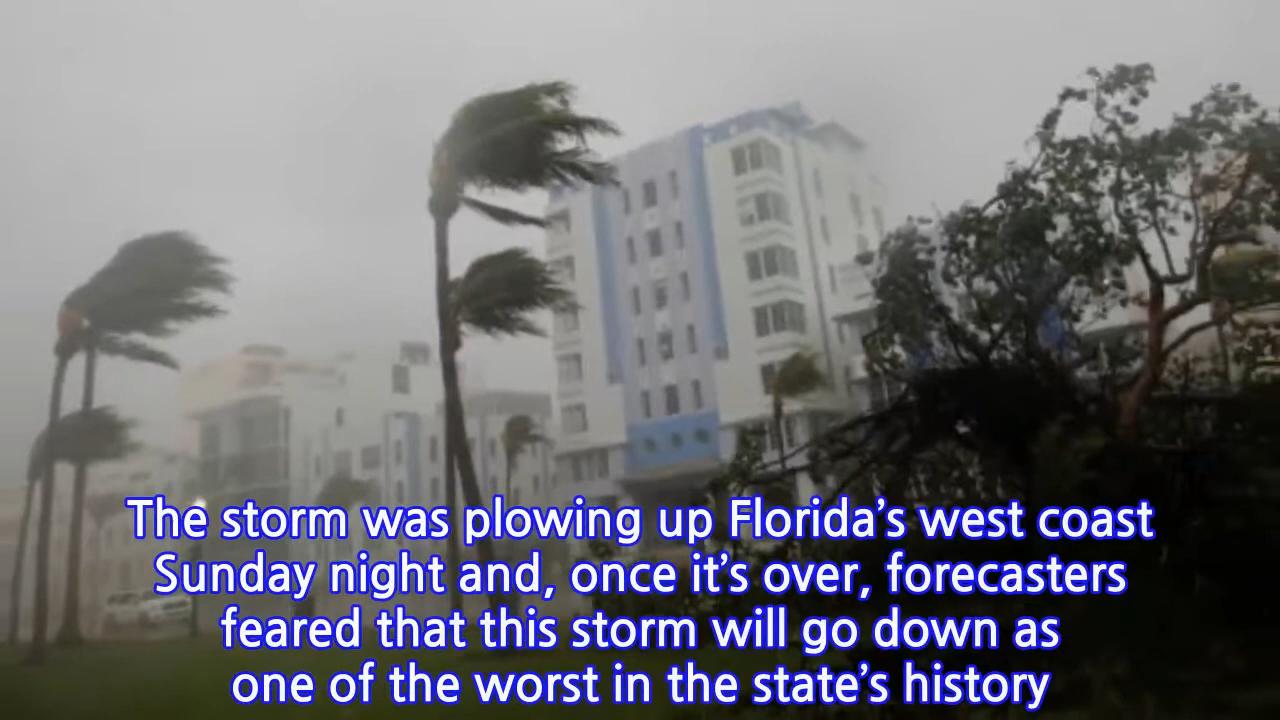 The storm was plowing up Florida’s west coast
Sunday night and, once it’s over, forecasters
feared that this storm will go down as
one of the worst in the state’s history